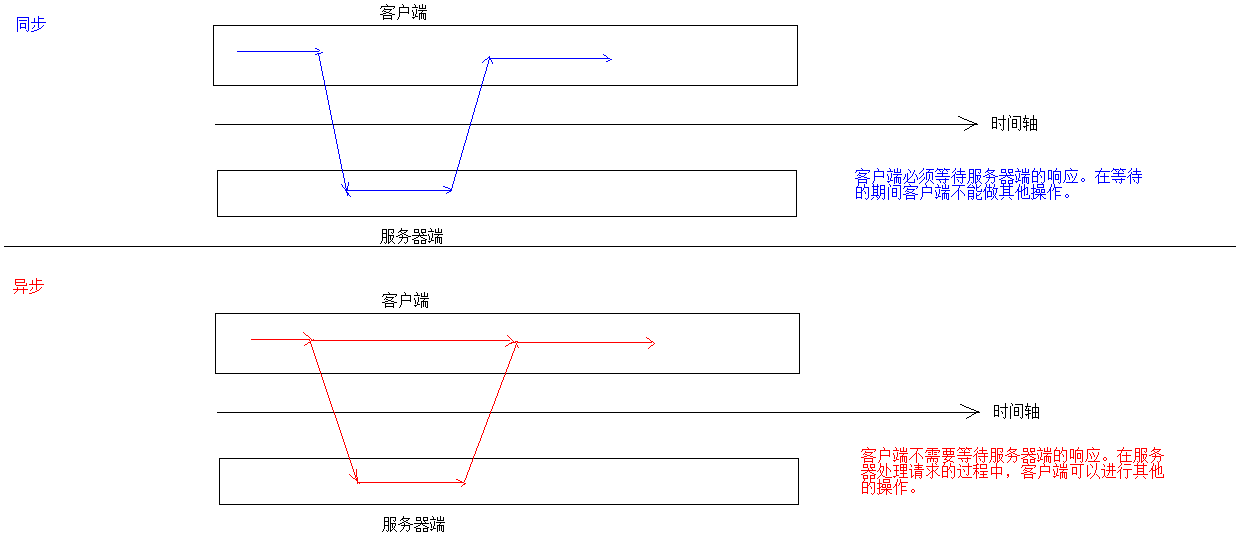 同步
客户端
时间轴
客户端必须等待服务器端的响应。在等待
的期间客户端不能做其他操作。
服务器端
异步
客户端
时间轴
客户端不需要等待服务器端的响应。在服务
器处理请求的过程中，客户端可以进行其他
的操作。
服务器端